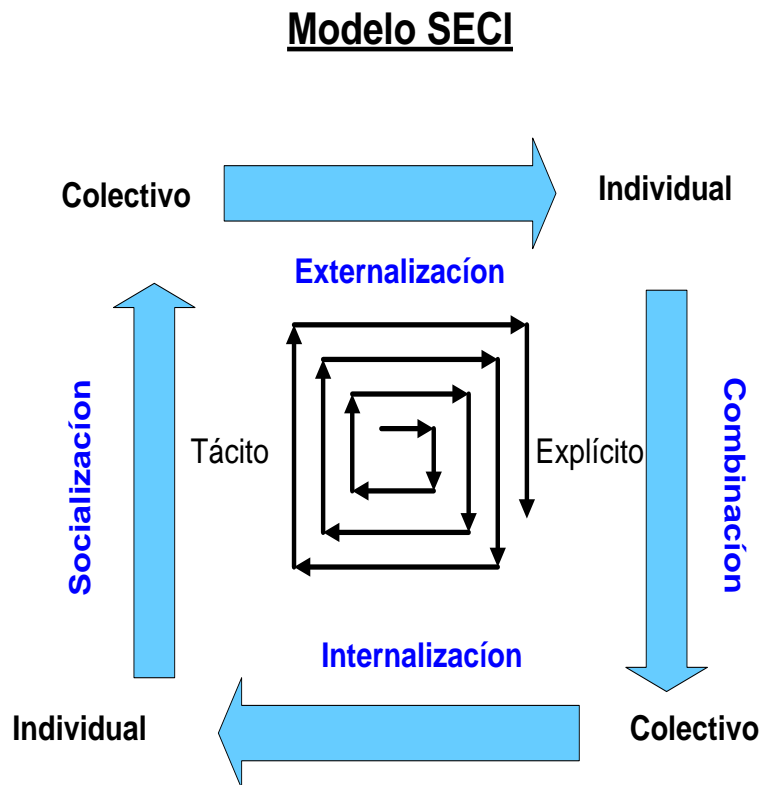 Modelo SECI
Colectivo
Individual
Externalizacíon
Socializacíon
Tácito
Explícito
Combinacíon
Internalizacíon
Individual
Colectivo